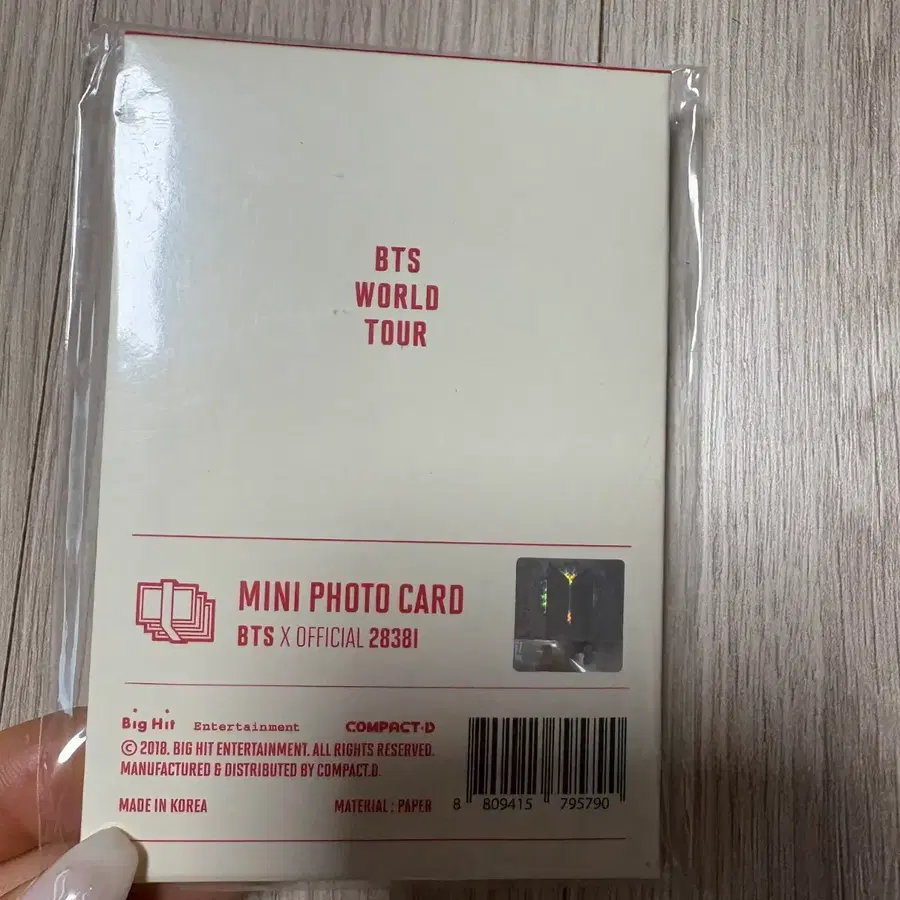 BTS
WORLD
TOUR
MINI PHOTO CARD
BTS X OFFICIAL 28381
Big Hit Entertainment COMPACT·D
© 2018. BIG HIT ENTERTAINMENT. ALL RIGHTS RESERVED.
MANUFACTURED & DISTRIBUTED BY COMPACT.D.
MADE IN KOREA MATERIAL : PAPER 8 809415 795790